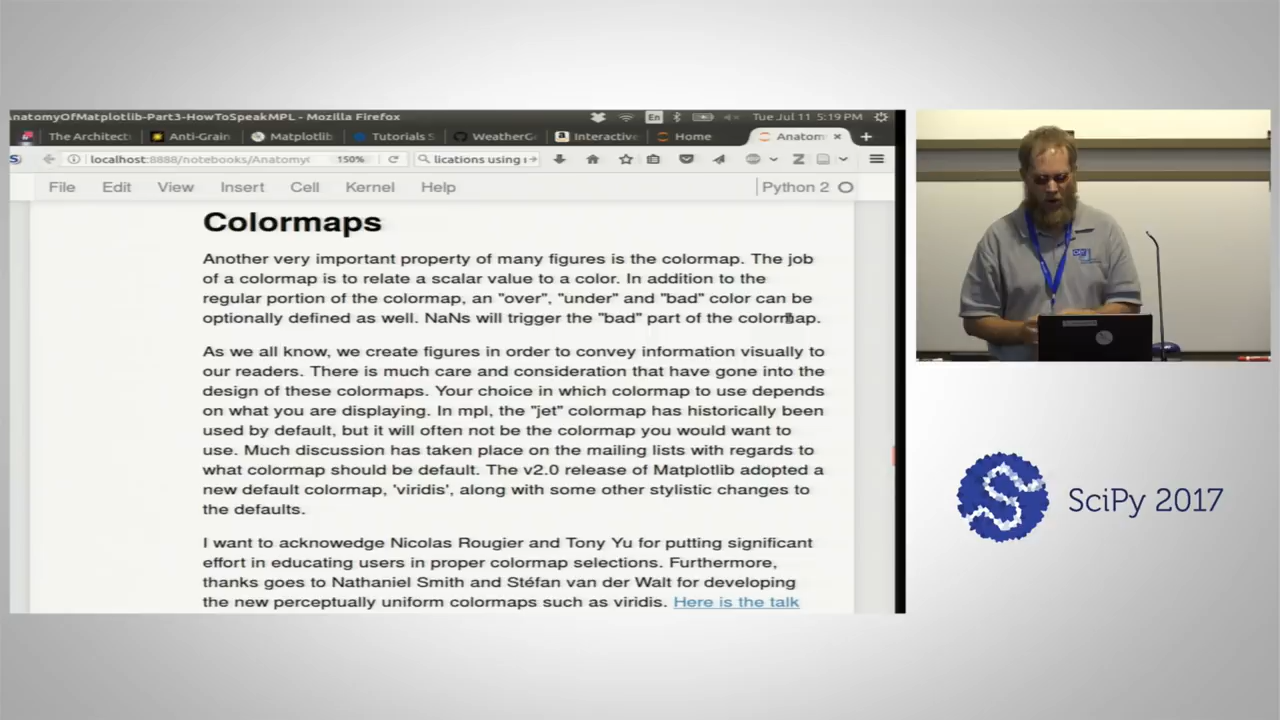 AnatomyOfMatplotlib-Part3-HowToSpeakMPL - Mozilla Firefox
En
Tue Jul 11 5:19 PM
The Architect
Anti-Grain
Matplotlib
Tutorials S
WeatherG
Interactive
Home
Anatom
localhost:8888/notebooks/Anatomy
150%
lications using
Z
File Edit View Insert Cell Kernel Help
Python 2
Colormaps
Another very important property of many figures is the colormap. The job
of a colormap is to relate a scalar value to a color. In addition to the
regular portion of the colormap, an "over", "under" and "bad" color can be
optionally defined as well. NaNs will trigger the "bad" part of the colormap.
As we all know, we create figures in order to convey information visually to
our readers. There is much care and consideration that have gone into the
design of these colormaps. Your choice in which colormap to use depends
on what you are displaying. In mpl, the "jet" colormap has historically been
used by default, but it will often not be the colormap you would want to
use. Much discussion has taken place on the mailing lists with regards to
what colormap should be default. The v2.0 release of Matplotlib adopted a
new default colormap, 'viridis', along with some other stylistic changes to
the defaults.
I want to acknowedge Nicolas Rougier and Tony Yu for putting significant
effort in educating users in proper colormap selections. Furthermore,
thanks goes to Nathaniel Smith and Stéfan van der Walt for developing
the new perceptually uniform colormaps such as viridis. Here is the talk
SciPy 2017